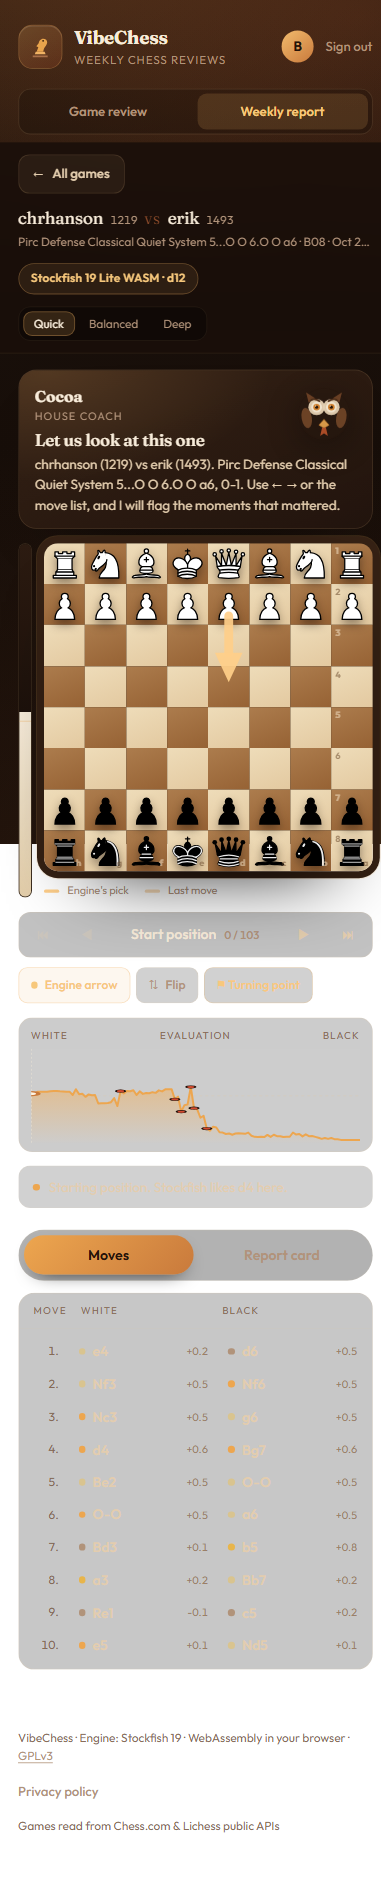 VibeChess
WEEKLY CHESS REVIEWS
B
Sign out
Game review
Weekly report
← All games
chrhanson 1219 VS erik 1493
Pirc Defense Classical Quiet System 5...O O 6.O O a6 · B08 · Oct 2...
Stockfish 19 Lite WASM · d12
Quick
Balanced
Deep
Cocoa
HOUSE COACH
Let us look at this one
chrhanson (1219) vs erik (1493). Pirc Defense Classical
Quiet System 5...O O 6.O O a6, 0–1. Use ← → or the
move list, and I will flag the moments that mattered.
1
2
3
4
5
6
7
8
h
f
e
d
Engine's pick
Last move
Start position 0 / 103
Engine arrow
⇅ Flip
Turning point
WHITE
EVALUATION
BLACK
Moves
Report card
MOVE WHITE BLACK
1. e4 +0.2 d6 +0.5
2. Nf3 +0.5 Nf6 +0.5
3. Nc3 +0.5 g6 +0.5
4. d4 +0.6 Bg7 +0.6
5. Be2 +0.5 O-O +0.5
6. O-O +0.5 a6 +0.5
7. Bd3 +0.1 b5 +0.8
8. a3 +0.2 Bb7 +0.2
9. Re1 -0.1 c5 +0.2
10. e5 +0.1 Nd5 +0.1
VibeChess · Engine: Stockfish 19 · WebAssembly in your browser ·
GPLv3
Privacy policy
Games read from Chess.com & Lichess public APIs